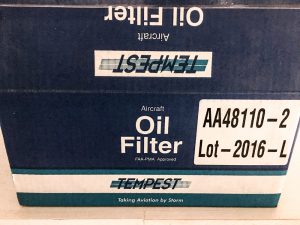 Aircraft
Oil Filter
TEMPEST
Aircraft
Oil
Filter
FAA-PMA Approved
AA48110-2
Lot-2016-L
TEMPEST
Taking Aviation by Storm